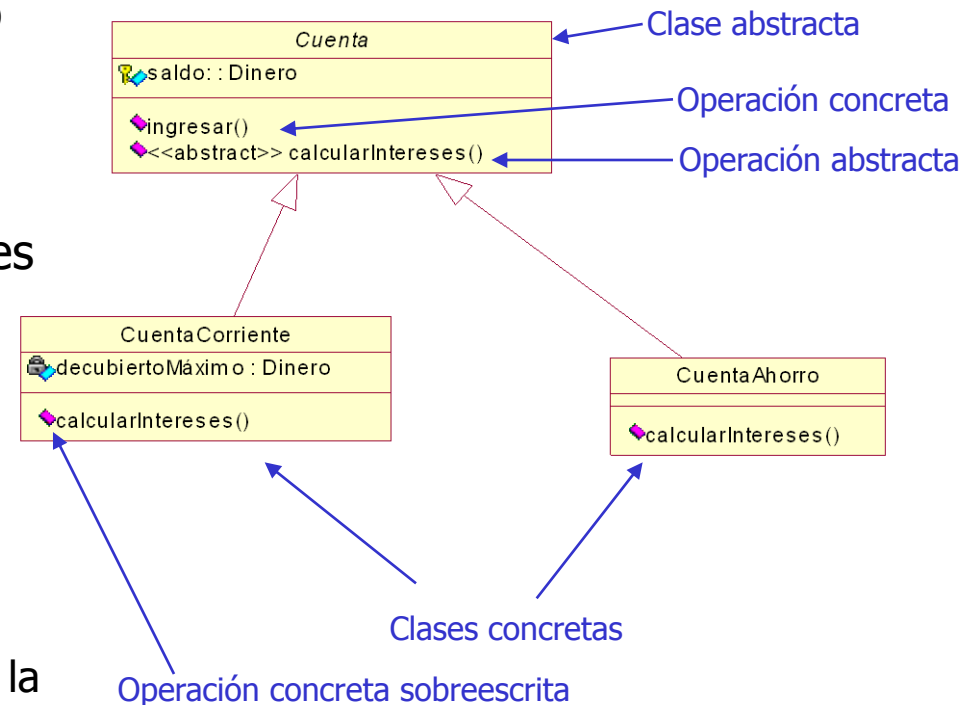 Cuenta
Clase abstracta
saldo: : Dinero
Operación concreta
ingresar()
<<abstract>> calcularIntereses()
Operación abstracta
es
CuentaCorriente
decubiertoMáximo : Dinero
calcularIntereses()
CuentaAhorro
calcularIntereses()
Clases concretas
la
Operación concreta sobreescrita